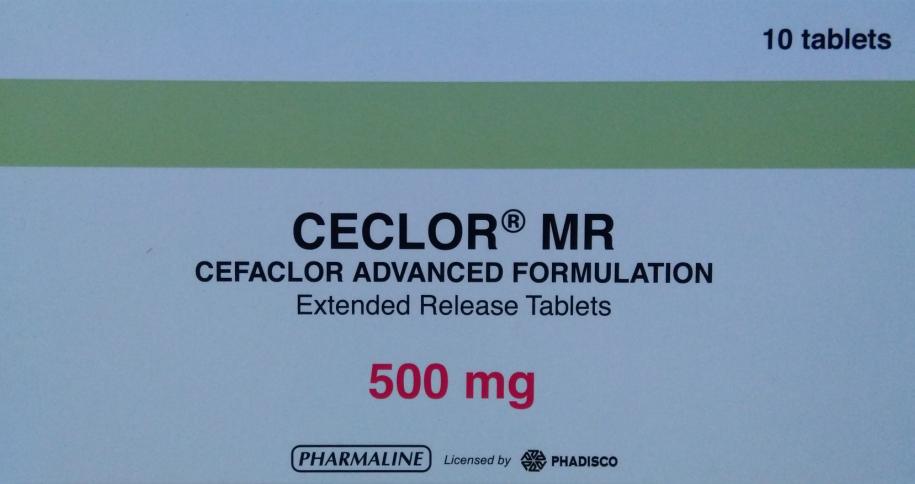 10 tablets
CECLOR® MR
CEFACLOR ADVANCED FORMULATION
Extended Release Tablets
500 mg
PHARMALINE Licensed by PHADISCO